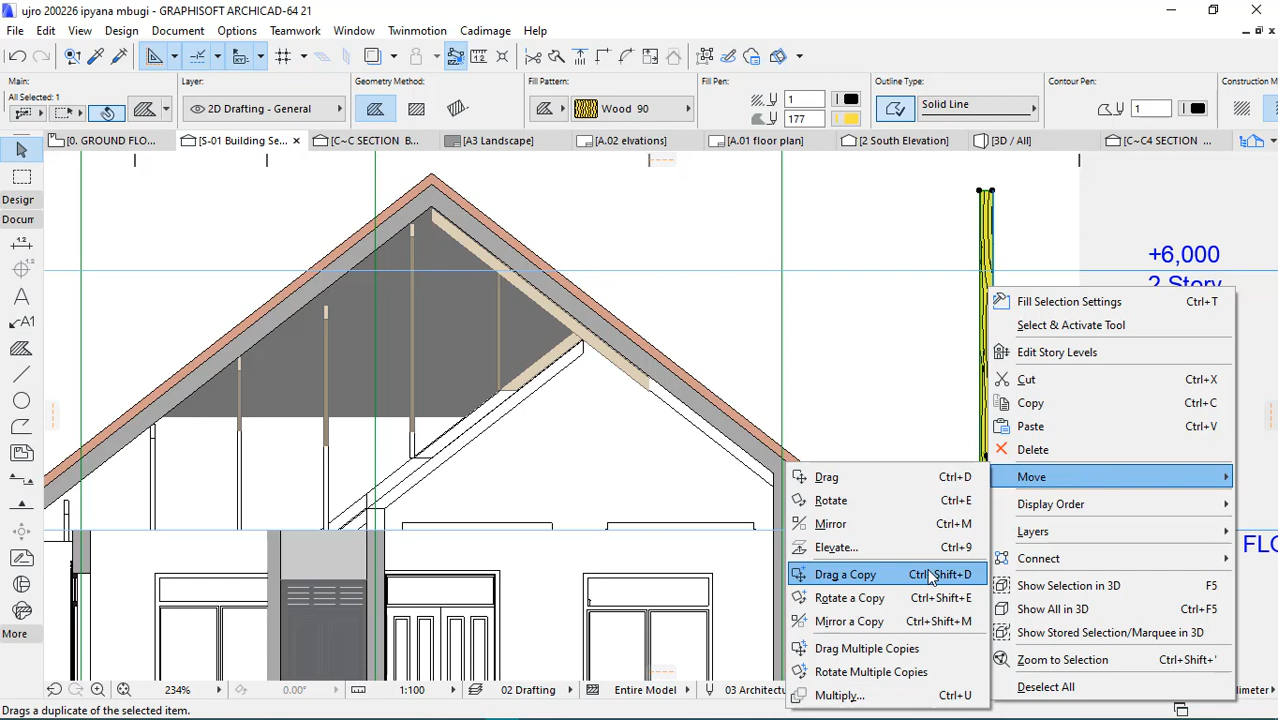 ujro 200226 ipyana mbugi - GRAPHISOFT ARCHICAD-64 21
File Edit View Design Document Options Teamwork Window Twinmotion Cadimage Help
Main:
All Selected: 1
Layer:
2D Drafting - General
Geometry Method:
Fill Pattern:
Wood 90
Fill Pen:
1
177
Outline Type:
Solid Line
Contour Pen:
1
Construction M
[0. GROUND FLO...
[S-01 Building Se...
[C~C SECTION B...
[A3 Landscape]
[A.02 elvations]
[A.01 floor plan]
[2 South Elevation]
[3D / All]
[C~C4 SECTION ...
Design
Docum
1.2
A
A1
More
+6,000
2 Story
FLO
Fill Selection Settings Ctrl+T
Select & Activate Tool
Edit Story Levels
Cut Ctrl+X
Copy Ctrl+C
Paste Ctrl+V
Delete
Move
Display Order
Layers
Connect
Show Selection in 3D F5
Show All in 3D Ctrl+F5
Show Stored Selection/Marquee in 3D
Zoom to Selection Ctrl+Shift+'
Deselect All
Drag Ctrl+D
Rotate Ctrl+E
Mirror Ctrl+M
Elevate... Ctrl+9
Drag a Copy Ctrl+Shift+D
Rotate a Copy Ctrl+Shift+E
Mirror a Copy Ctrl+Shift+M
Drag Multiple Copies
Rotate Multiple Copies
Multiply... Ctrl+U
234%
0.00°
1:100
02 Drafting
Entire Model
03 Architectu
limeter
Drags a duplicate of the selected item.